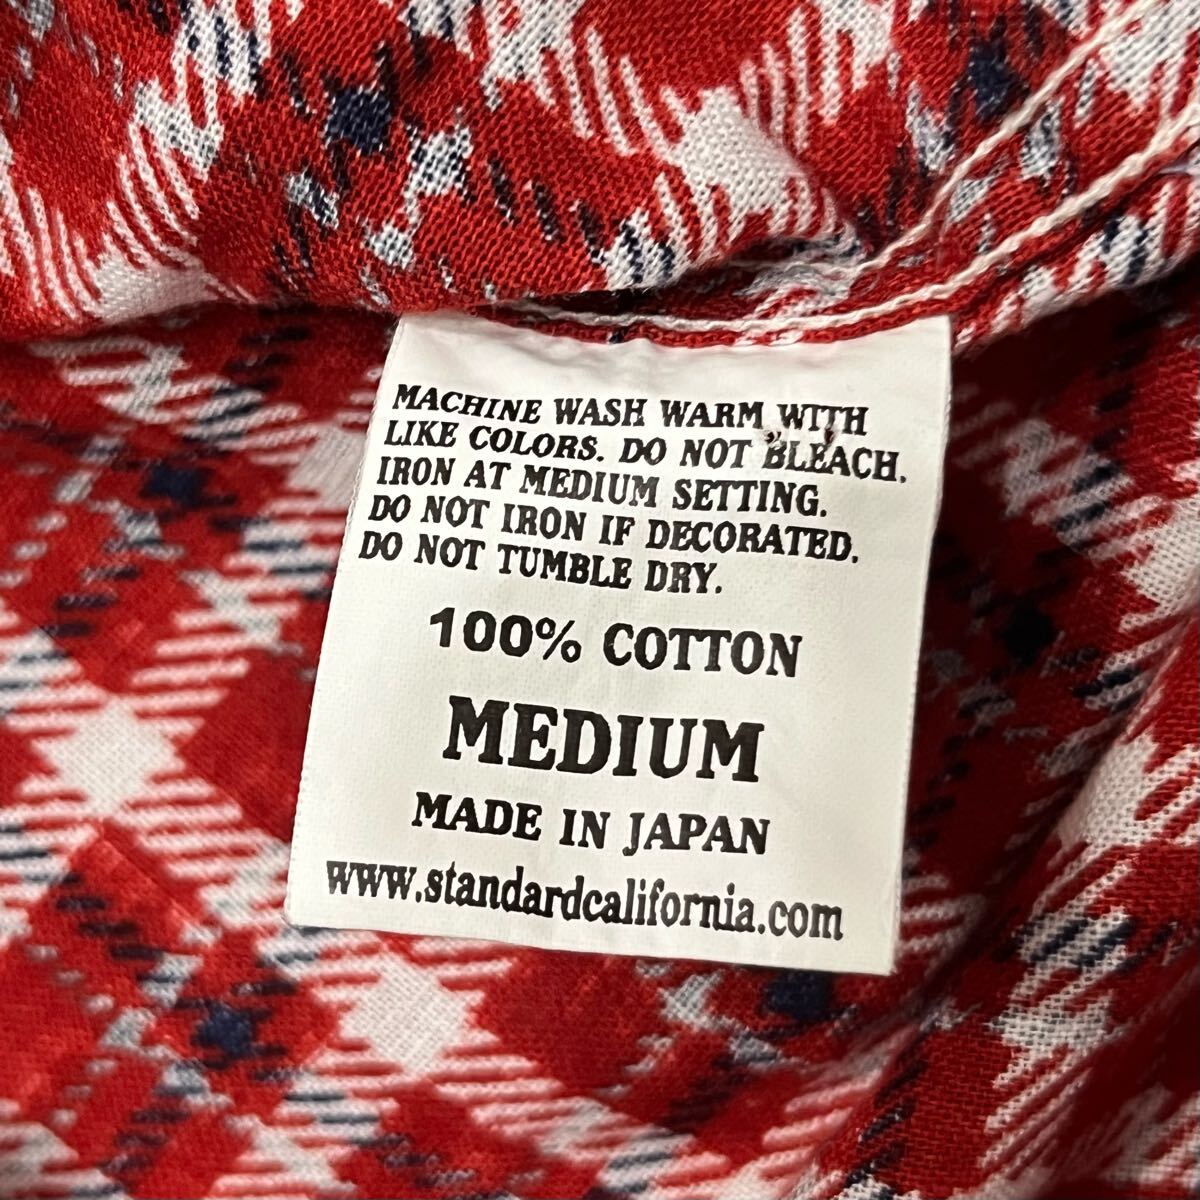 MACHINE WASH WARM WITH
LIKE COLORS. DO NOT BLEACH.
IRON AT MEDIUM SETTING.
DO NOT IRON IF DECORATED.
DO NOT TUMBLE DRY.
100% COTTON
MEDIUM
MADE IN JAPAN
www.standardcalifornia.com